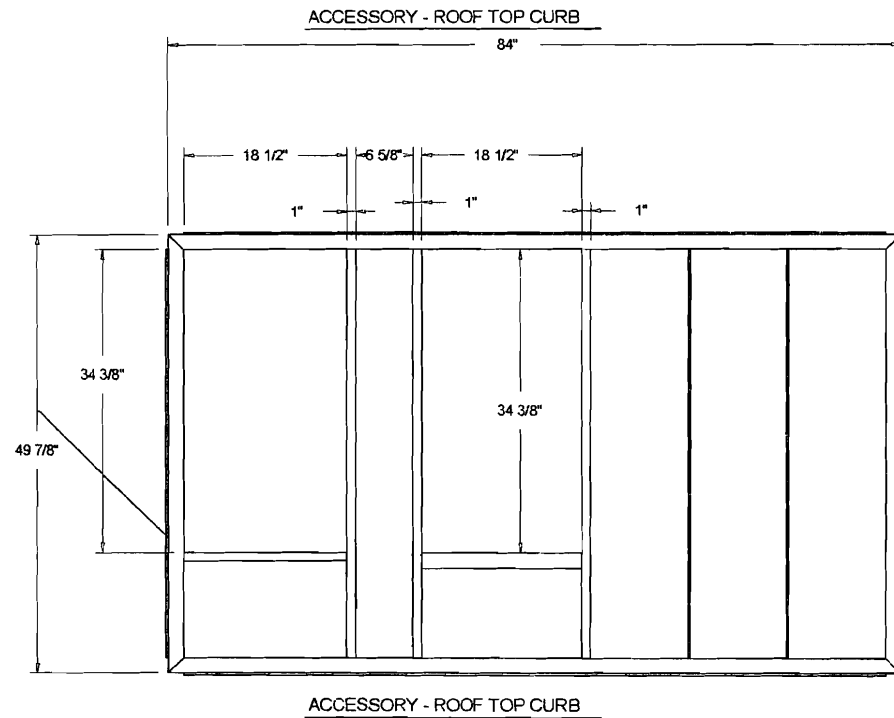 ACCESSORY - ROOF TOP CURB
84"
18 1/2" 6 5/8" 18 1/2"
1" 1" 1"
34 3/8"
34 3/8"
49 7/8"
ACCESSORY - ROOF TOP CURB